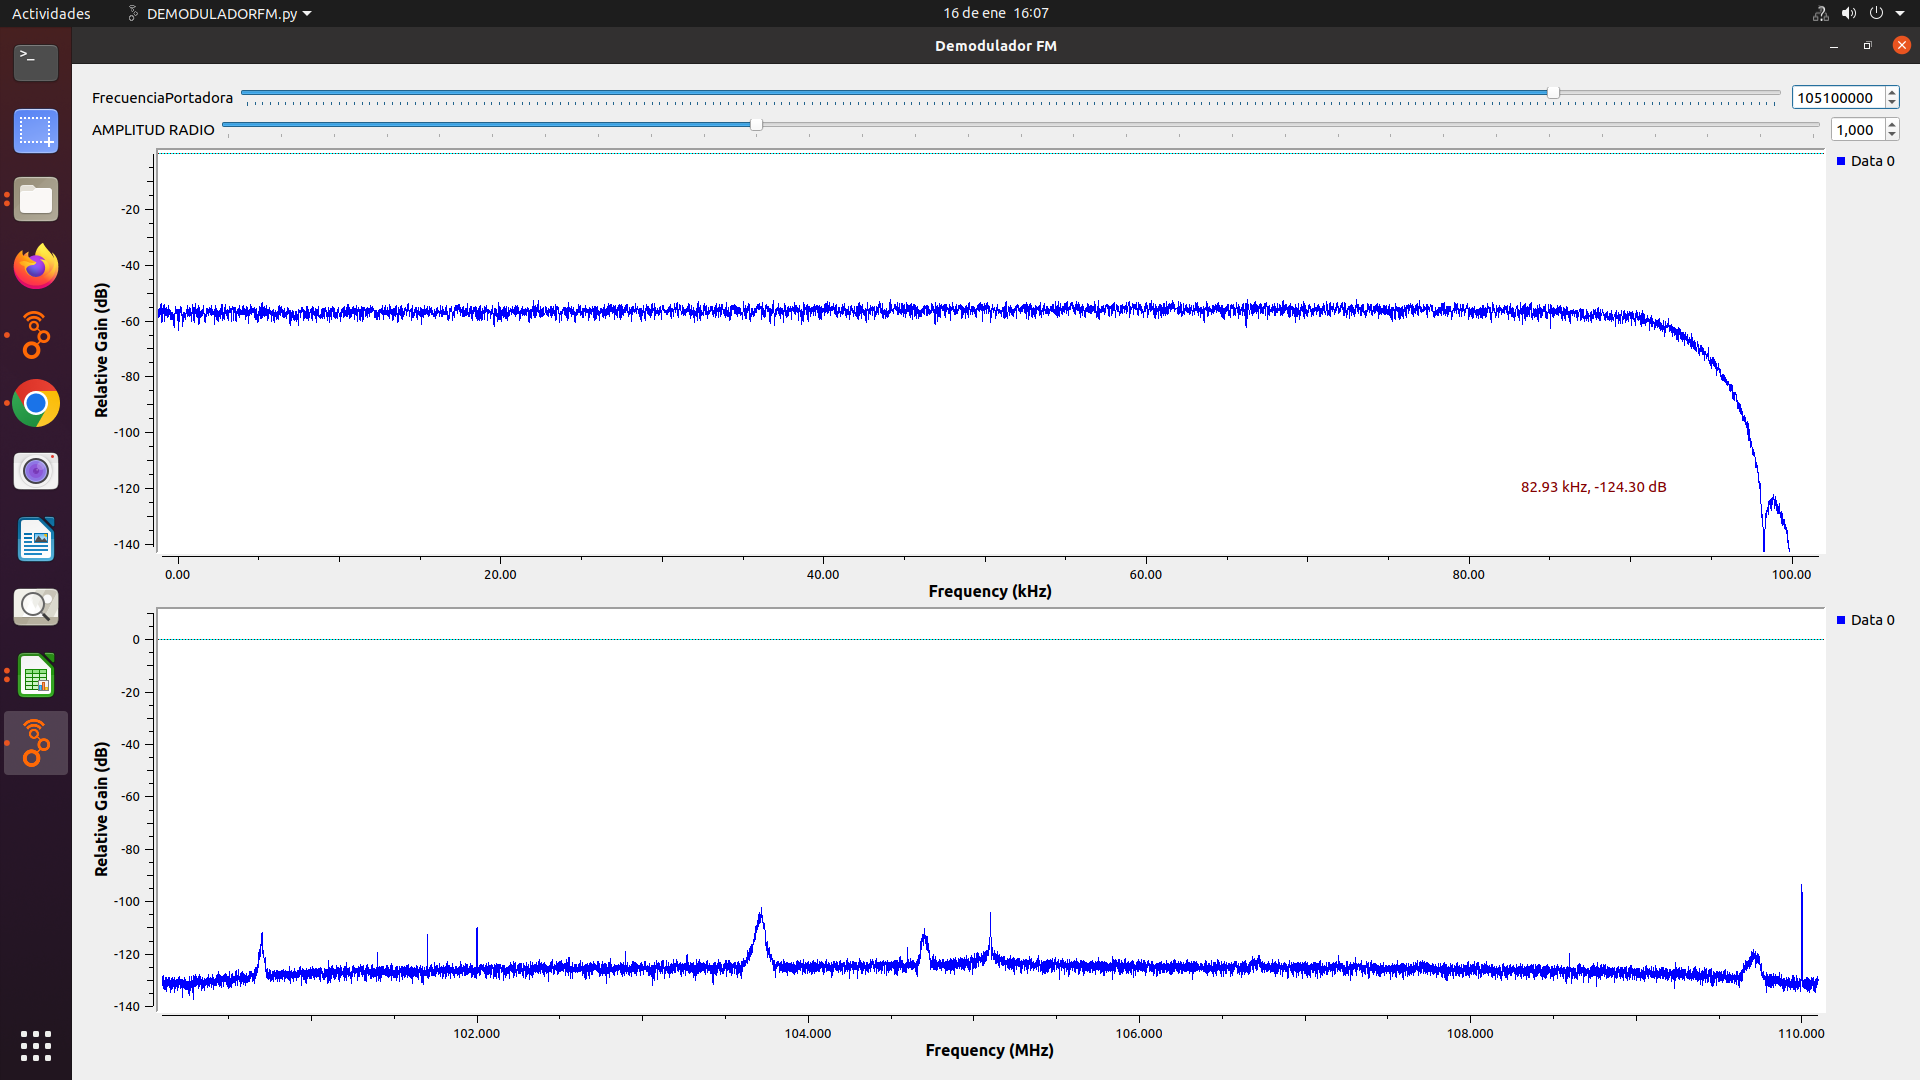 Actividades
DEMODULADORFM.py
16 de ene 16:07
Demodulador FM
FrecuenciaPortadora
105100000
AMPLITUD RADIO
1,000
Data 0
-20
-40
-60
-80
-100
-120
-140
Relative Gain (dB)
82.93 kHz, -124.30 dB
0.00 20.00 40.00 60.00 80.00 100.00
Frequency (kHz)
Data 0
0
-20
-40
-60
-80
-100
-120
-140
Relative Gain (dB)
102.000 104.000 106.000 108.000 110.000
Frequency (MHz)